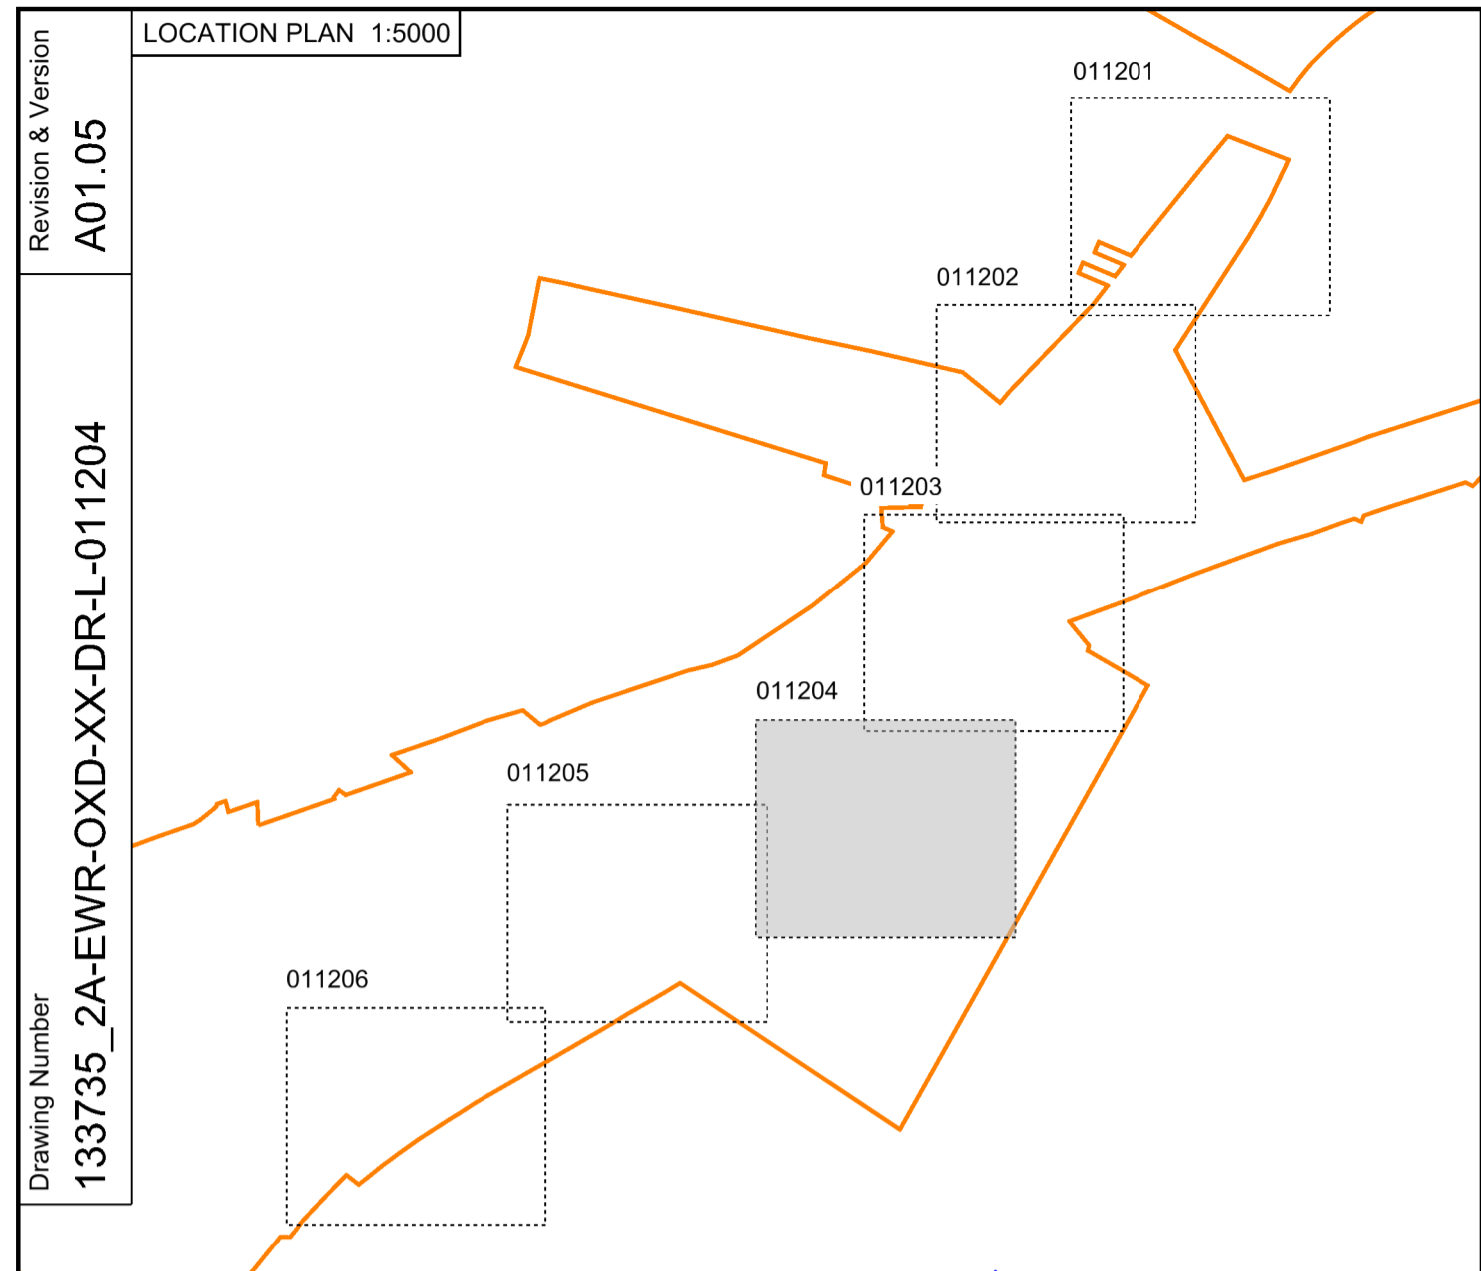 LOCATION PLAN 1:5000
Revision & Version
A01.05
Drawing Number
133735_2A-EWR-OXD-XX-DR-L-011204
011201
011202
011203
011204
011205
011206